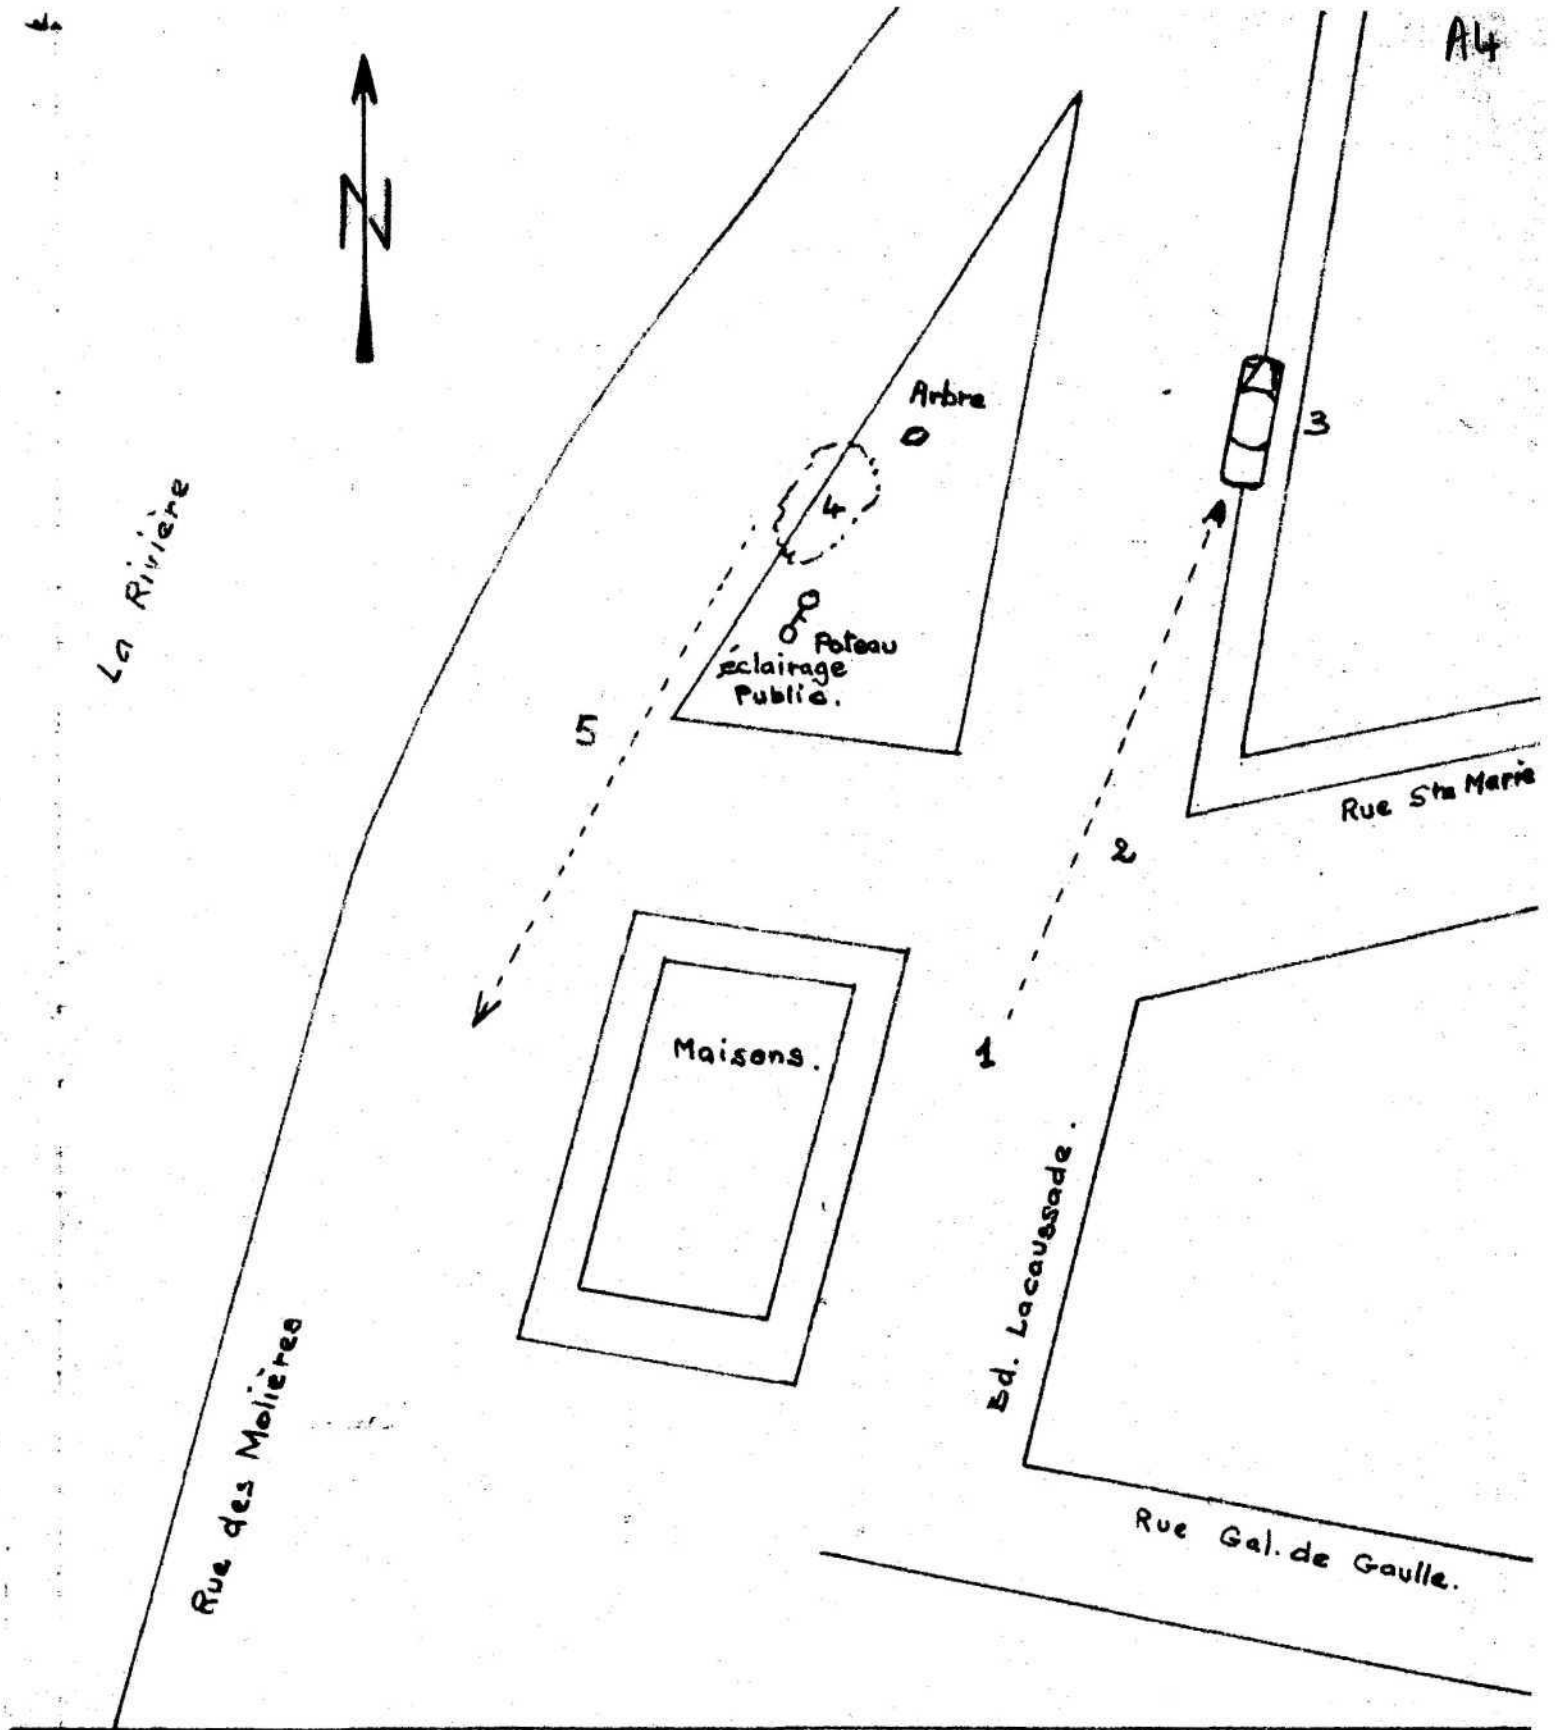 A4
N
Arbre
3
4
La Rivière
Poteau
éclairage
Public.
5
Rue Ste Marie
2
Maisons.
1
Bd. Lacaussade.
Rue des Molières
Rue Gal. de Gaulle.